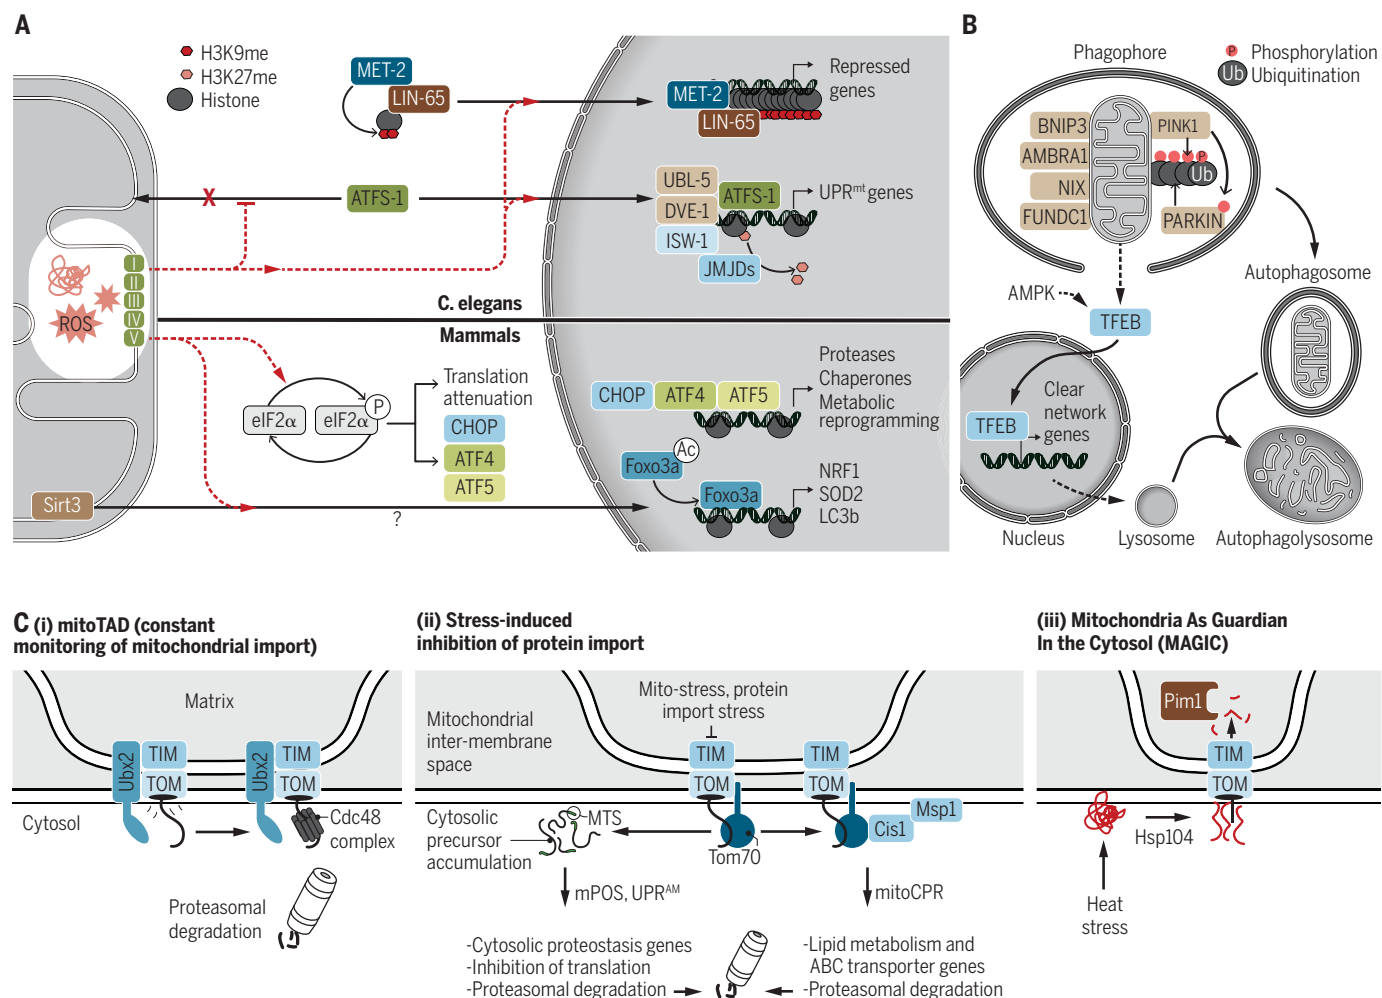 A
H3K9me
H3K27me
Histone
MET-2
LIN-65
MET-2
LIN-65
Repressed
genes
X
ATFS-1
UBL-5
DVE-1
ISW-1
ATFS-1
JMJDs
UPRmt genes
I
II
III
IV
V
ROS
C. elegans
Mammals
eIF2α
eIF2α
P
Translation
attenuation
CHOP
ATF4
ATF5
CHOP
ATF4
ATF5
Proteases
Chaperones
Metabolic
reprogramming
Sirt3
?
Foxo3a
Ac
Foxo3a
NRF1
SOD2
LC3b
B
Phagophore
P Phosphorylation
Ub Ubiquitination
BNIP3
AMBRA1
NIX
FUNDC1
PINK1
P
Ub
PARKIN
AMPK
TFEB
TFEB
Clear
network
genes
Nucleus
Lysosome
Autophagosome
Autophagolysosome
C (i) mitoTAD (constant
monitoring of mitochondrial import)
Matrix
Ubx2
TIM
TOM
Ubx2
TIM
TOM
Cytosol
Cdc48
complex
Proteasomal
degradation
(ii) Stress-induced
inhibition of protein import
Mito-stress, protein
import stress
Mitochondrial
inter-membrane
space
TIM
TOM
TIM
TOM
Cytosolic
precursor
accumulation
MTS
Tom70
Cis1
Msp1
mPOS, UPRAM
mitoCPR
-Cytosolic proteostasis genes
-Inhibition of translation
-Proteasomal degradation
-Lipid metabolism and
ABC transporter genes
-Proteasomal degradation
(iii) Mitochondria As Guardian
In the Cytosol (MAGIC)
Pim1
TIM
TOM
Hsp104
Heat
stress